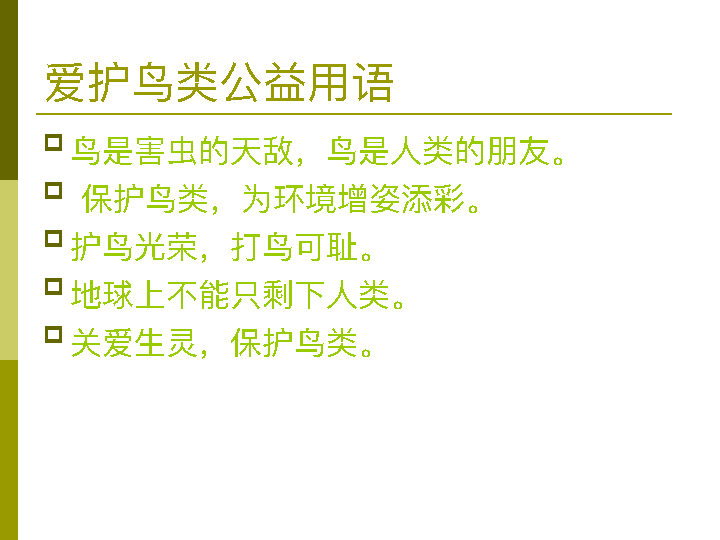 爱护鸟类公益用语
鸟是害虫的天敌，鸟是人类的朋友。
保护鸟类，为环境增姿添彩。
护鸟光荣，打鸟可耻。
地球上不能只剩下人类。
关爱生灵，保护鸟类。